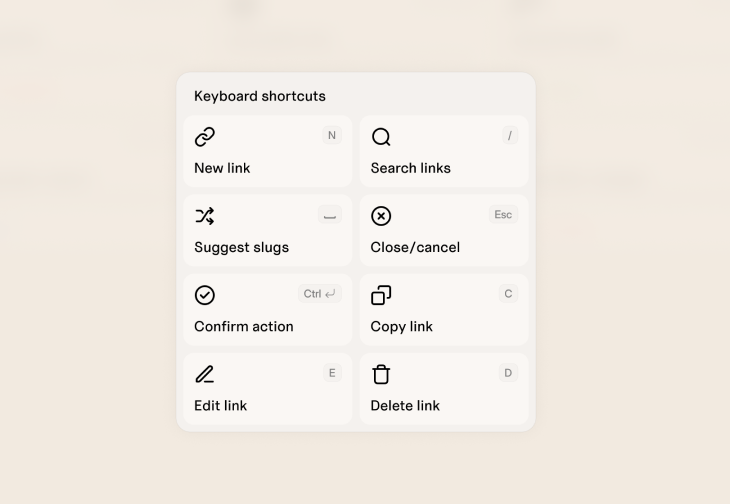 Keyboard shortcuts
N
New link
/
Search links
Suggest slugs
Esc
Close/cancel
Ctrl ↵
Confirm action
C
Copy link
E
Edit link
D
Delete link